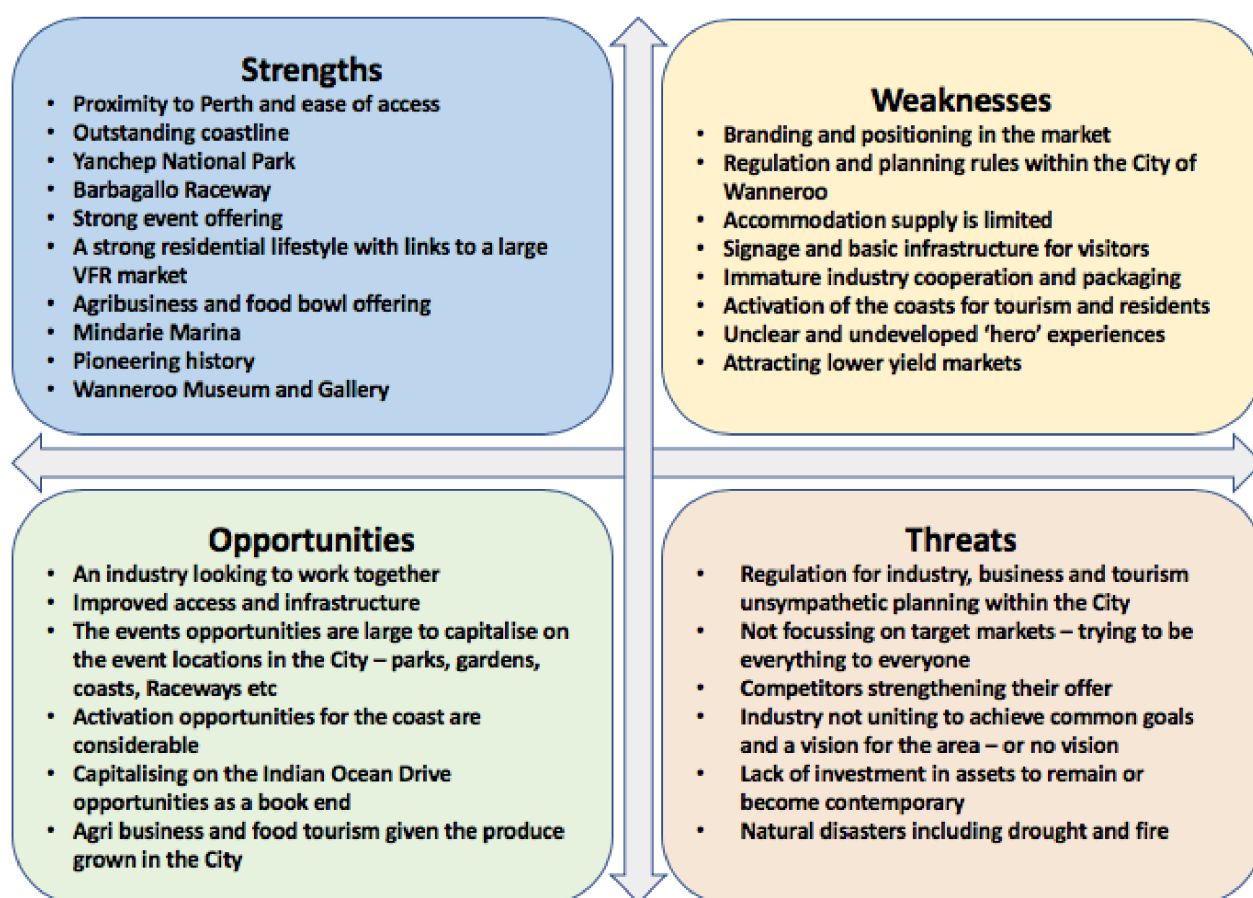 Strengths
• Proximity to Perth and ease of access
• Outstanding coastline
• Yanchep National Park
• Barbagallo Raceway
• Strong event offering
• A strong residential lifestyle with links to a large
VFR market
• Agribusiness and food bowl offering
• Mindarie Marina
• Pioneering history
• Wanneroo Museum and Gallery
Weaknesses
• Branding and positioning in the market
• Regulation and planning rules within the City of
Wanneroo
• Accommodation supply is limited
• Signage and basic infrastructure for visitors
• Immature industry cooperation and packaging
• Activation of the coasts for tourism and residents
• Unclear and undeveloped ‘hero’ experiences
• Attracting lower yield markets
Opportunities
• An industry looking to work together
• Improved access and infrastructure
• The events opportunities are large to capitalise on
the event locations in the City – parks, gardens,
coasts, Raceways etc
• Activation opportunities for the coast are
considerable
• Capitalising on the Indian Ocean Drive
opportunities as a book end
• Agri business and food tourism given the produce
grown in the City
Threats
• Regulation for industry, business and tourism
unsympathetic planning within the City
• Not focussing on target markets – trying to be
everything to everyone
• Competitors strengthening their offer
• Industry not uniting to achieve common goals
and a vision for the area – or no vision
• Lack of investment in assets to remain or
become contemporary
• Natural disasters including drought and fire